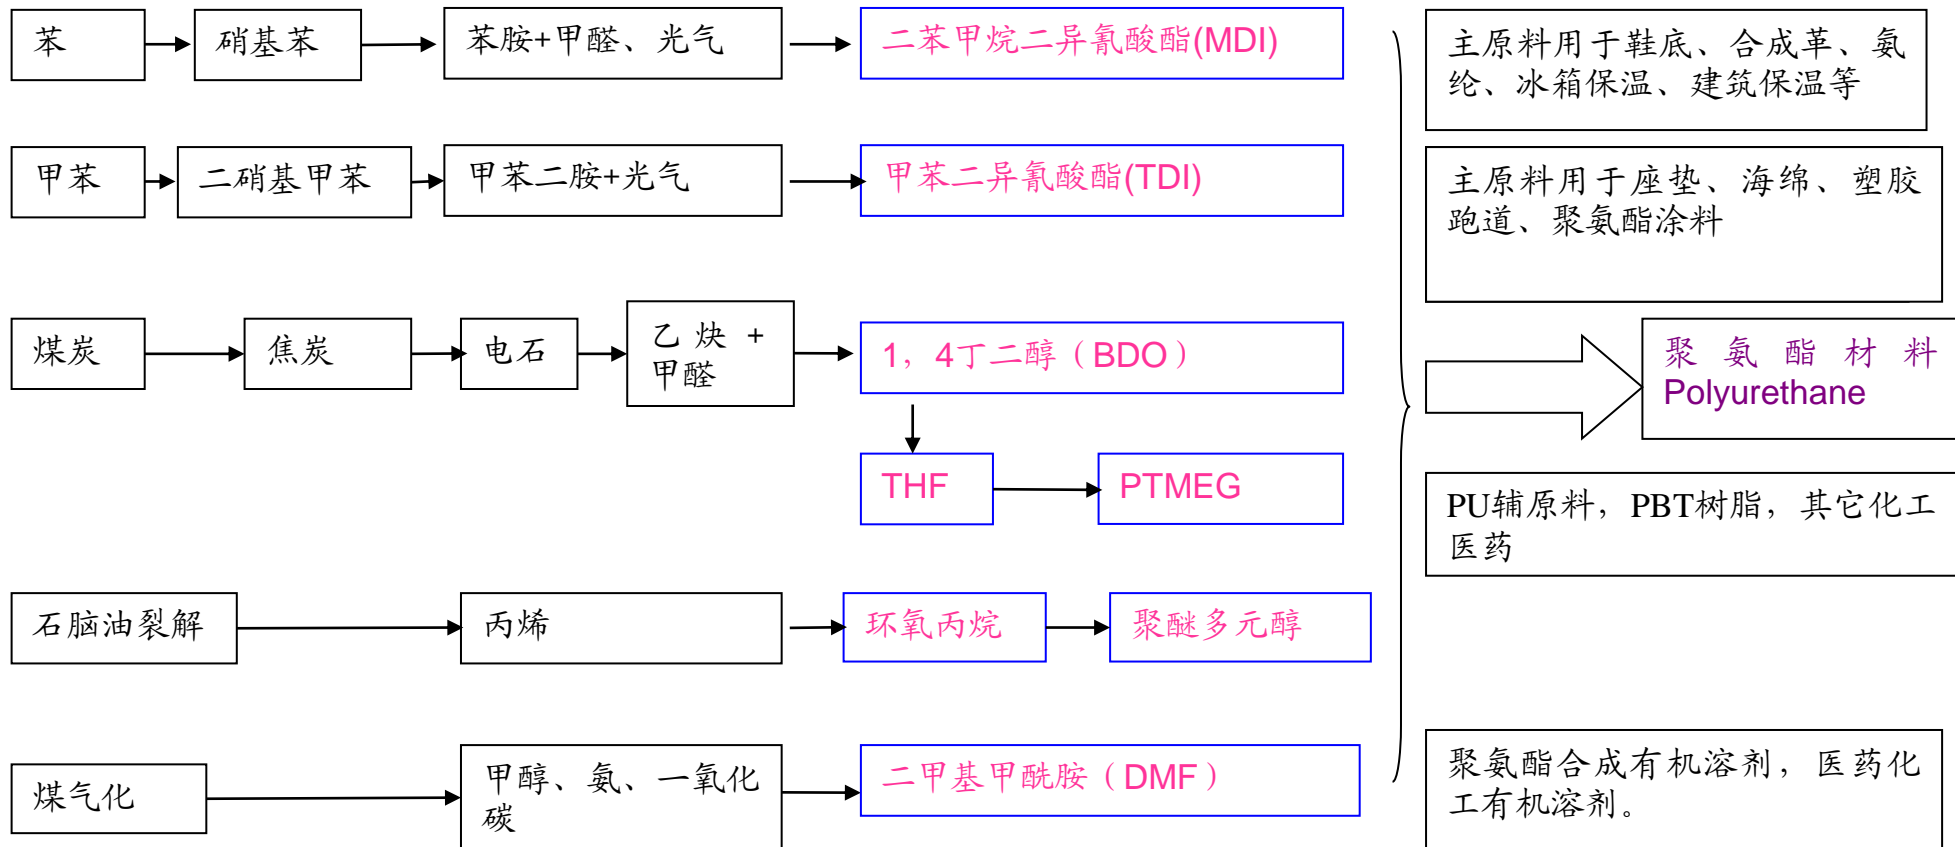 苯
硝基苯
苯胺+甲醛、光气
二苯甲烷二异氰酸酯(MDI)
主原料用于鞋底、合成革、氨
纶、冰箱保温、建筑保温等
甲苯
二硝基甲苯
甲苯二胺+光气
甲苯二异氰酸酯(TDI)
主原料用于座垫、海绵、塑胶
跑道、聚氨酯涂料
煤炭
焦炭
电石
乙炔 +
甲醛
1，4丁二醇（BDO）
聚氨酯材料
Polyurethane
THF
PTMEG
PU辅原料，PBT树脂，其它化工
医药
石脑油裂解
丙烯
环氧丙烷
聚醚多元醇
煤气化
甲醇、氨、一氧化
碳
二甲基甲酰胺（DMF）
聚氨酯合成有机溶剂，医药化
工有机溶剂。